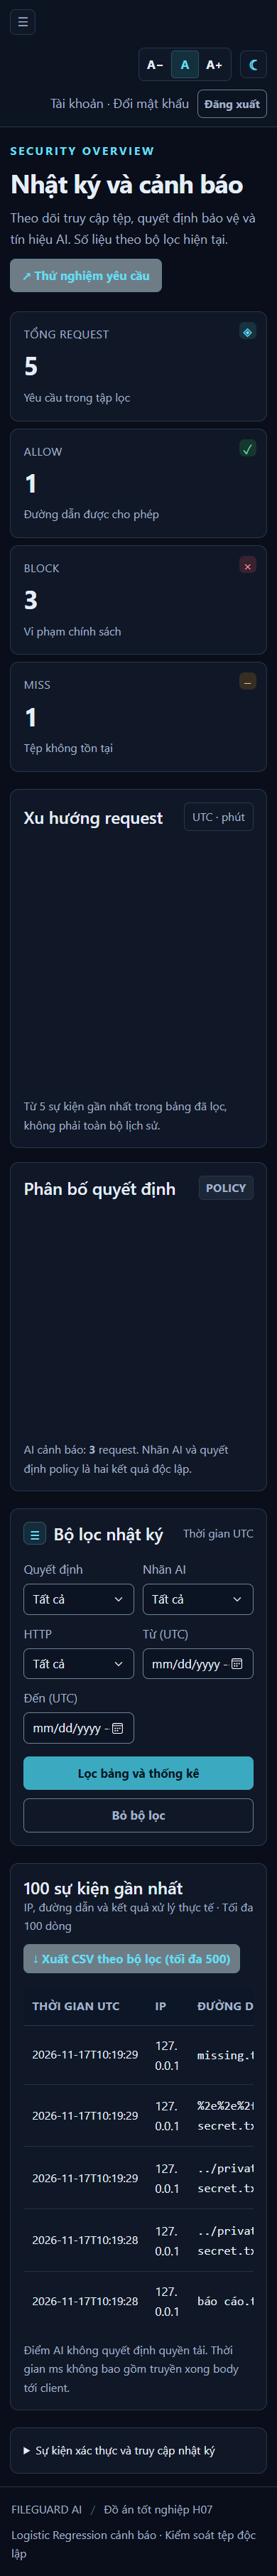 ☰
A− A A+ ☾
Tài khoản · Đổi mật khẩu Đăng xuất
SECURITY OVERVIEW
Nhật ký và cảnh báo
Theo dõi truy cập tệp, quyết định bảo vệ và
tín hiệu AI. Số liệu theo bộ lọc hiện tại.
↗ Thử nghiệm yêu cầu
TỔNG REQUEST
5
Yêu cầu trong tập lọc
ALLOW
1
Đường dẫn được cho phép
BLOCK
3
Vi phạm chính sách
MISS
1
Tệp không tồn tại
Xu hướng request UTC · phút
Từ 5 sự kiện gần nhất trong bảng đã lọc,
không phải toàn bộ lịch sử.
Phân bố quyết định POLICY
AI cảnh báo: 3 request. Nhãn AI và quyết
định policy là hai kết quả độc lập.
Bộ lọc nhật ký Thời gian UTC
Quyết định Nhãn AI
Tất cả Tất cả
HTTP Từ (UTC)
Tất cả mm/dd/yyyy -
Đến (UTC)
mm/dd/yyyy -
Lọc bảng và thống kê
Bỏ bộ lọc
100 sự kiện gần nhất
IP, đường dẫn và kết quả xử lý thực tế · Tối đa
100 dòng
↓ Xuất CSV theo bộ lọc (tối đa 500)
THỜI GIAN UTC IP ĐƯỜNG D
2026-11-17T10:19:29 127.0.0.1 missing.t
2026-11-17T10:19:29 127.0.0.1 %2e%2e%2f
secret.tx
2026-11-17T10:19:29 127.0.0.1 ../privat
secret.tx
2026-11-17T10:19:28 127.0.0.1 ../privat
secret.tx
2026-11-17T10:19:28 127.0.0.1 báo cáo.t
Điểm AI không quyết định quyền tải. Thời
gian ms không bao gồm truyền xong body
tới client.
▶ Sự kiện xác thực và truy cập nhật ký
FILEGUARD AI / Đồ án tốt nghiệp H07
Logistic Regression cảnh báo · Kiểm soát tệp độc
lập